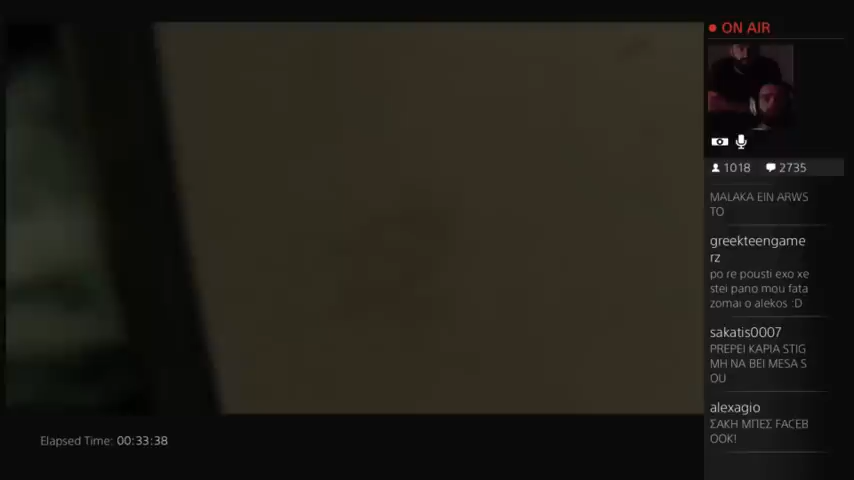 ON AIR
1018 2735
MALAKA EIN ARWS
TO
greekteengame
rz
po re pousti exo xe
stei pano mou fata
zomai o alekos :D
sakatis0007
PREPEI KAPIA STIG
MH NA BEI MESA S
OU
alexagio
ΣΑΚΗ ΜΠΕΣ FACEB
OOK!
Elapsed Time: 00:33:38